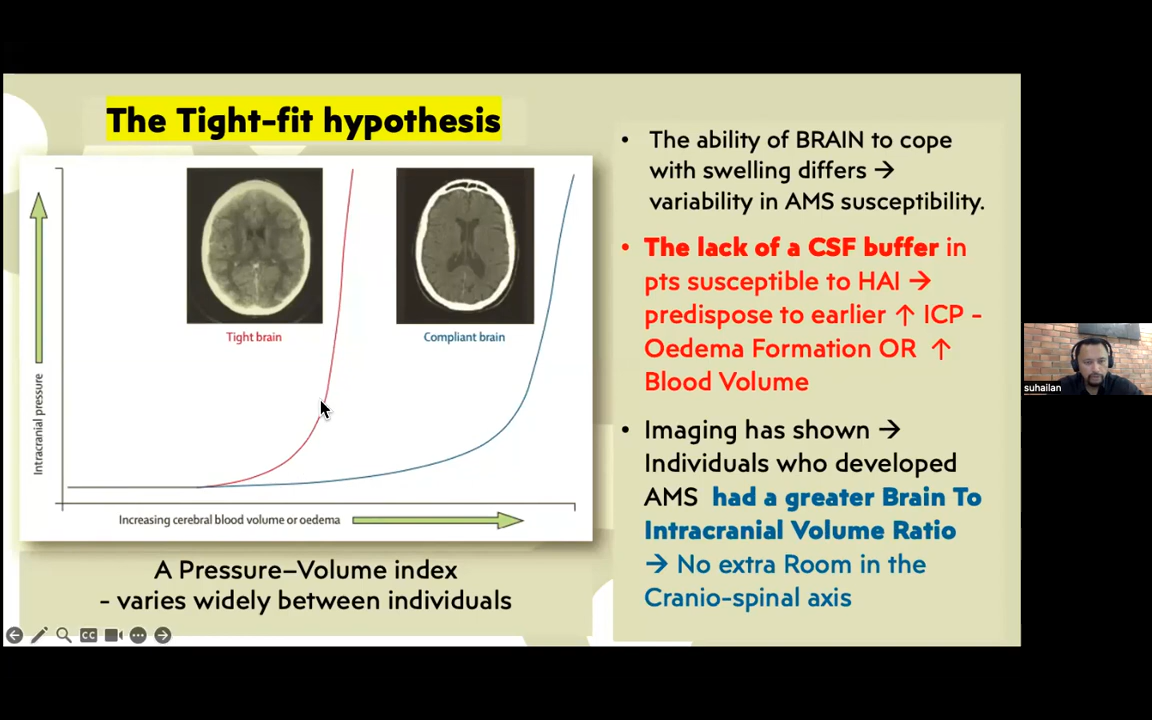 The Tight-fit hypothesis
Intracranial pressure
Tight brain
Compliant brain
Increasing cerebral blood volume or oedema
A Pressure–Volume index
- varies widely between individuals
• The ability of BRAIN to cope
with swelling differs →
variability in AMS susceptibility.
• The lack of a CSF buffer in
pts susceptible to HAI →
predispose to earlier ↑ ICP -
Oedema Formation OR ↑
Blood Volume
• Imaging has shown →
Individuals who developed
AMS had a greater Brain To
Intracranial Volume Ratio
→ No extra Room in the
Cranio-spinal axis
CC
suhailan